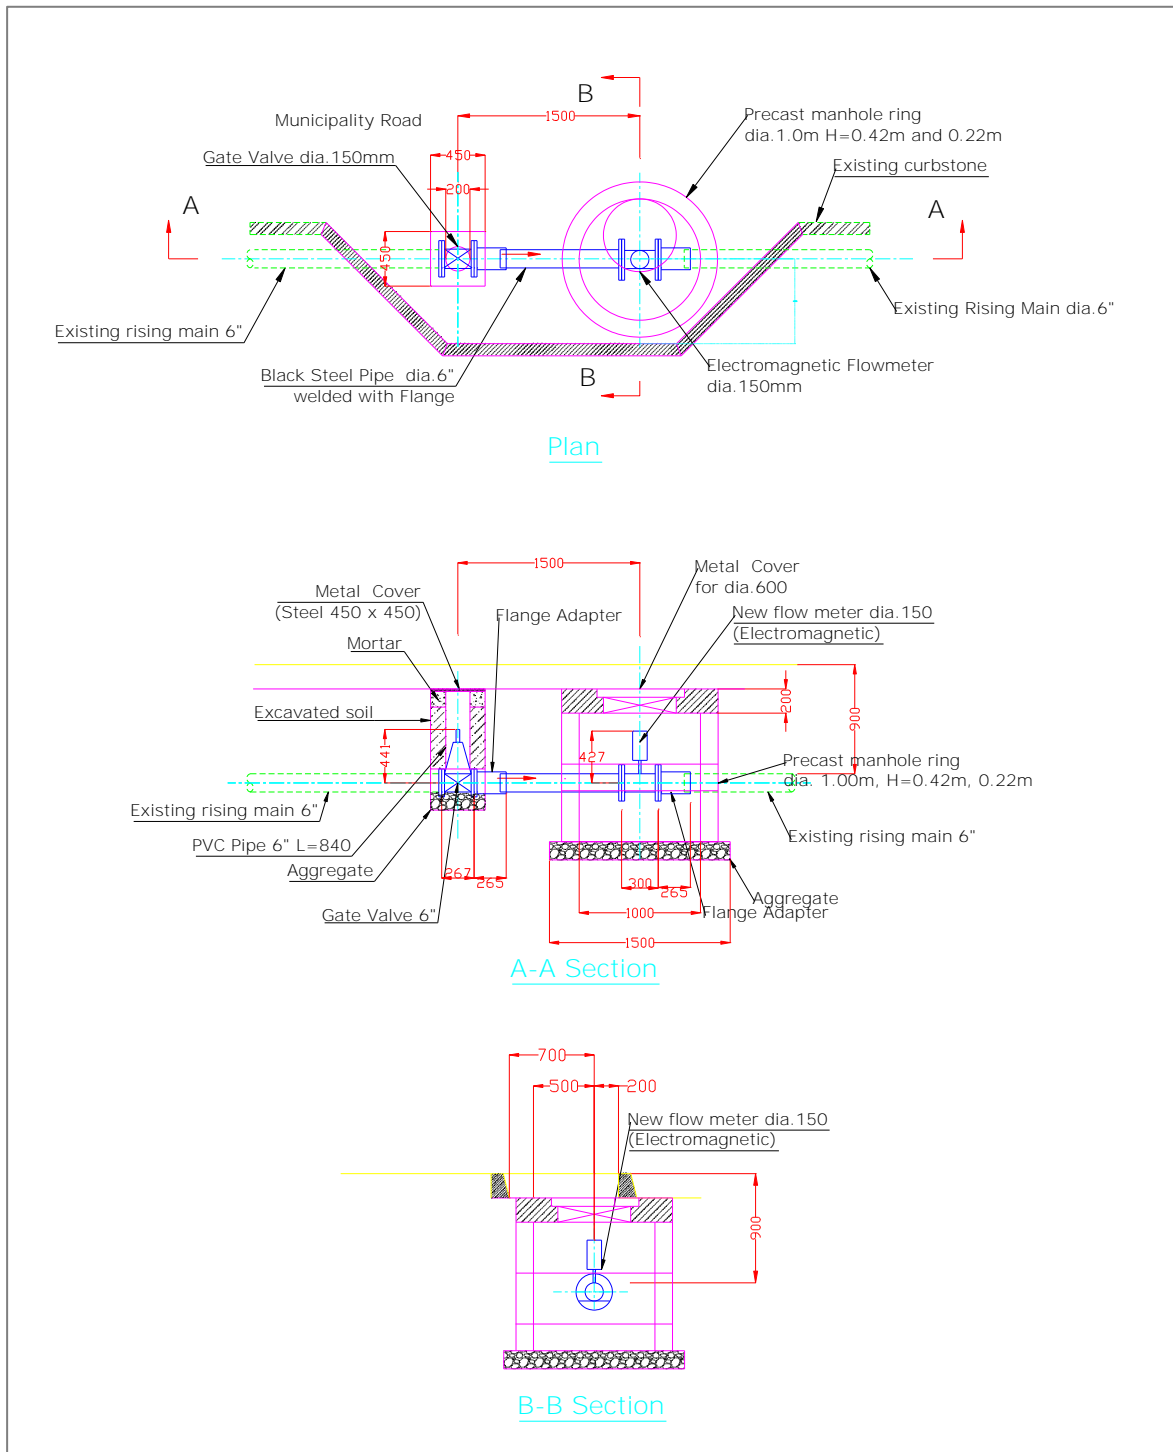 B
1500
Municipality Road
Precast manhole ring
dia.1.0m H=0.42m and 0.22m
Gate Valve dia.150mm
450
Existing curbstone
200
A
A
450
Existing rising main 6"
Existing Rising Main dia.6"
Black Steel Pipe dia.6"
welded with Flange
B
Electromagnetic Flowmeter
dia.150mm
Plan
1500
Metal Cover
for dia.600
Metal Cover
(Steel 450 x 450)
Flange Adapter
New flow meter dia.150
(Electromagnetic)
Mortar
Excavated soil
200
900
441
427
Precast manhole ring
dia. 1.00m, H=0.42m, 0.22m
Existing rising main 6"
Existing rising main 6"
PVC Pipe 6" L=840
Aggregate
267
265
300
265
Aggregate
Gate Valve 6"
1000
Flange Adapter
1500
A-A Section
700
500
200
New flow meter dia.150
(Electromagnetic)
900
B-B Section